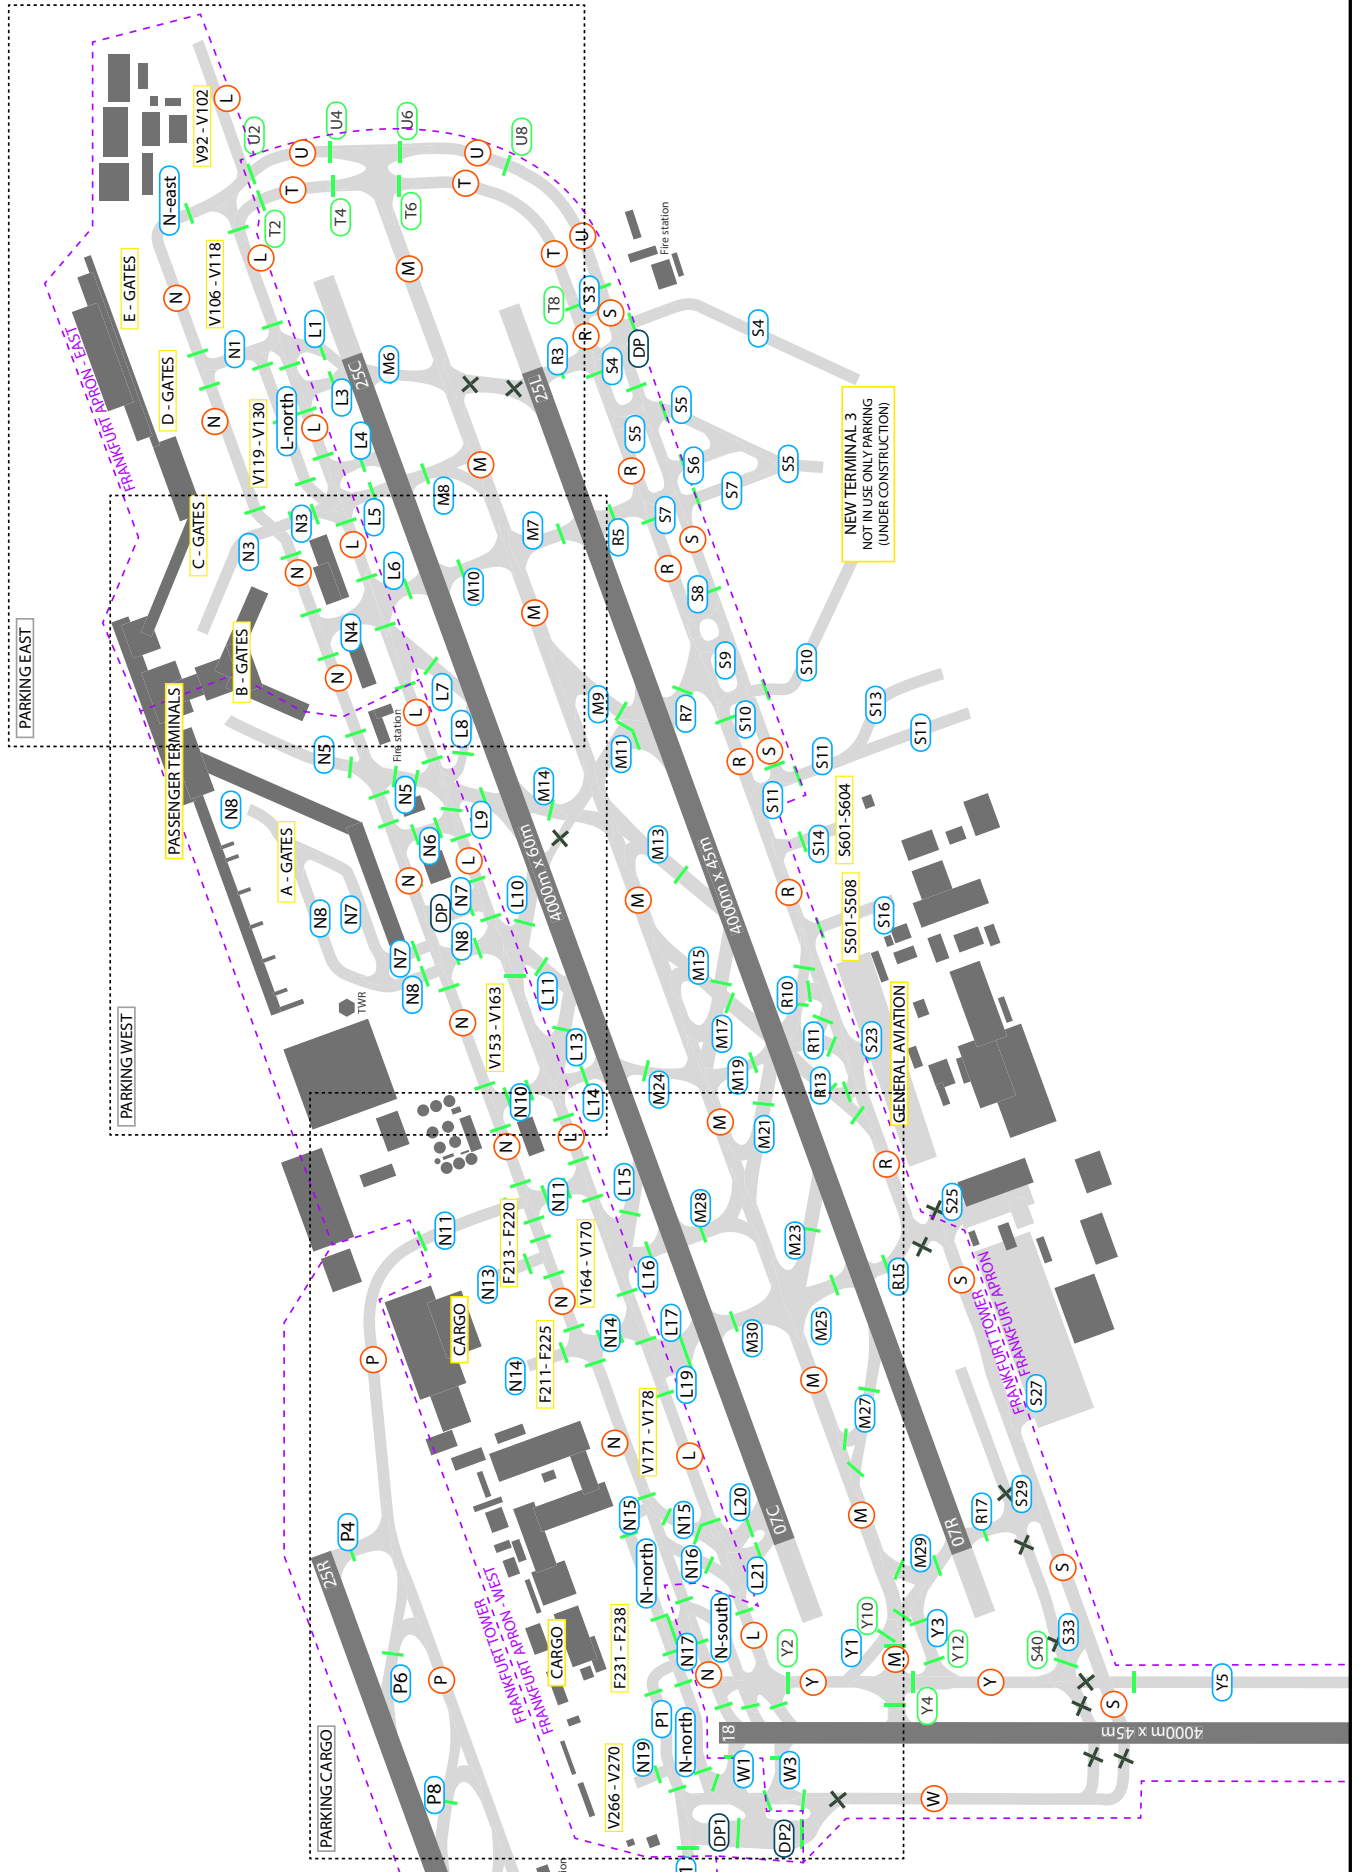 L
U2
U4
U6
U8
V92 - V102
U
U
T
T
N-east
T2
T4
T6
L
M
T
U
Fire station
E - GATES
N
V106 - V118
T8
S3
S
R
S4
DP
S4
FRANKFURT APRON - EAST
D - GATES
N1
L1
M6
R3
25C
25L
N
L-north
L3
L
V119 - V130
L4
M
S5
S5
R
S6
S5
S7
NEW TERMINAL 3
NOT IN USE ONLY PARKING
(UNDER CONSTRUCTION)
C - GATES
N3
N3
L5
M8
M7
R5
S7
S
L
N
L6
M10
R
S8
M
PARKING EAST
B - GATES
N4
N
S9
S10
PASSENGER TERMINALS
L7
L
M9
R7
S10
S13
S11
L8
Fire station
N5
M11
R
S
S11
N5
M14
S11
N8
L9
M13
S14
S601 - S604
A - GATES
N6
L
N
4000m x 60m
4000m x 45m
M
R
N8
N7
DP
N7
L10
S501-S508
S16
N8
N7
N8
M15
L11
R10
TWR
N
V153 - V163
L13
M17
R11
S23
PARKING WEST
M19
M24
R13
GENERAL AVIATION
N10
L14
M
M21
N
L
R
L15
N11
M28
S25
N11
F213 - F220
V164 - V170
M23
N13
L16
R15
S
N
CARGO
N14
L17
M30
M25
FRANKFURT TOWER
FRANKFURT APRON
P
F211- F225
N14
L19
M
S27
M27
V171 - V178
N
L
N15
N15
L20
07C
M
S29
R17
P4
25R
N-north
N16
L21
M29
07R
S
FRANKFURT TOWER
FRANKFURT APRON - WEST
CARGO
F231 - F238
N-south
L
Y2
Y10
Y1
Y3
Y12
S40
S33
N17
N
M
P6
P
Y
Y
Y4
S
Y5
P1
N-north
N19
18
4000m x 45m
W1
W3
PARKING CARGO
V266 - V270
P8
W
DP1
DP2